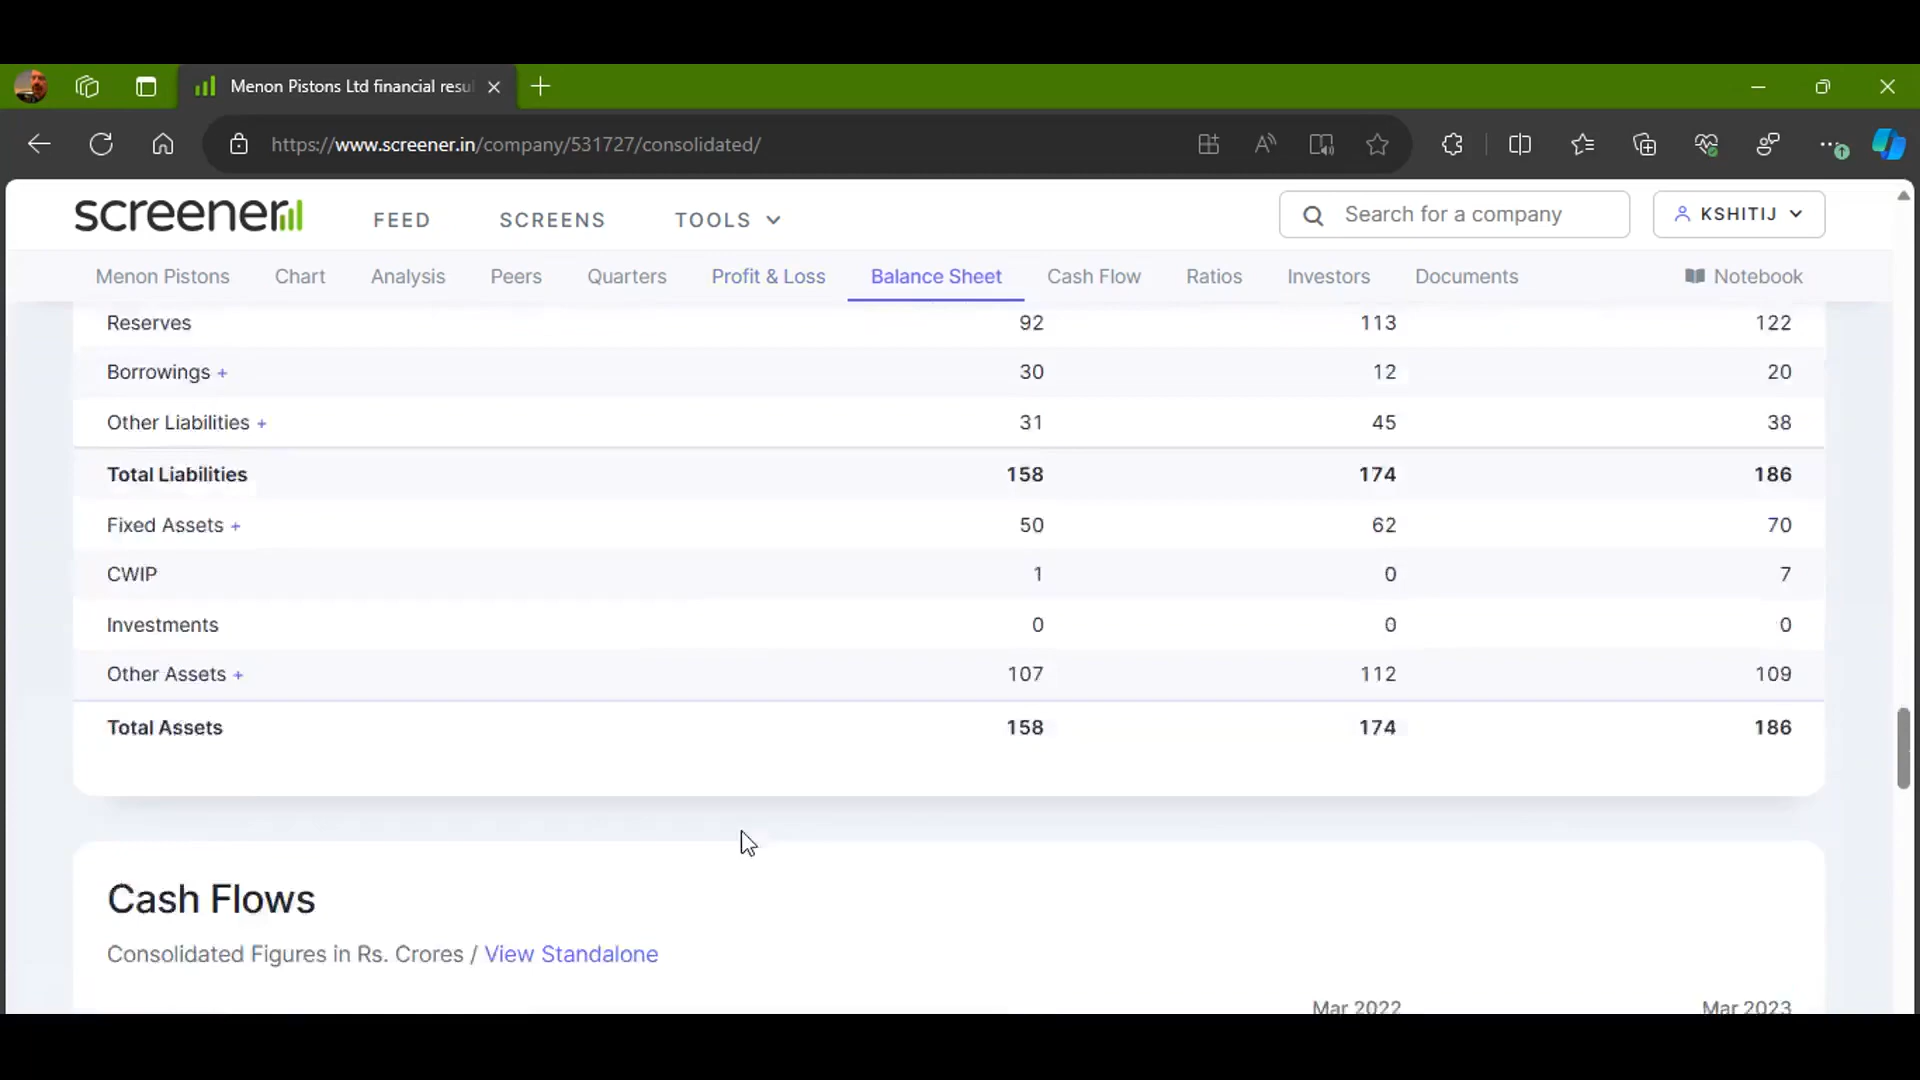 Menon Pistons Ltd financial resu
https://www.screener.in/company/531727/consolidated/
screener FEED SCREENS TOOLS Search for a company KSHITIJ
Menon Pistons Chart Analysis Peers Quarters Profit & Loss Balance Sheet Cash Flow Ratios Investors Documents Notebook
Reserves 92 113 122
Borrowings + 30 12 20
Other Liabilities + 31 45 38
Total Liabilities 158 174 186
Fixed Assets + 50 62 70
CWIP 1 0 7
Investments 0 0 0
Other Assets + 107 112 109
Total Assets 158 174 186
Cash Flows
Consolidated Figures in Rs. Crores / View Standalone
Mar 2022 Mar 2023